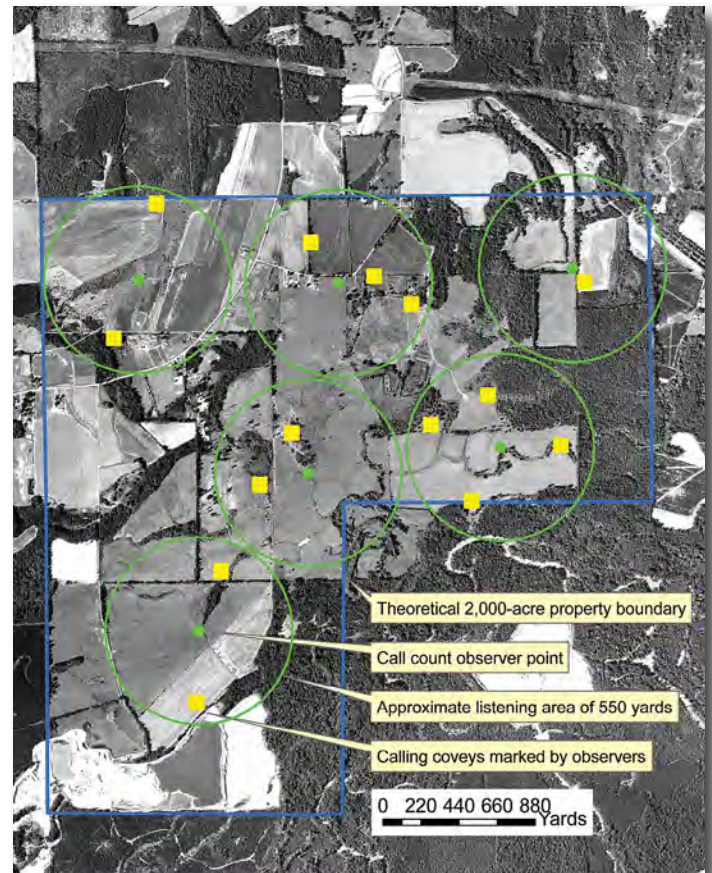 Theoretical 2,000-acre property boundary
Call count observer point
Approximate listening area of 550 yards
Calling coveys marked by observers
0 220 440 660 880
Yards